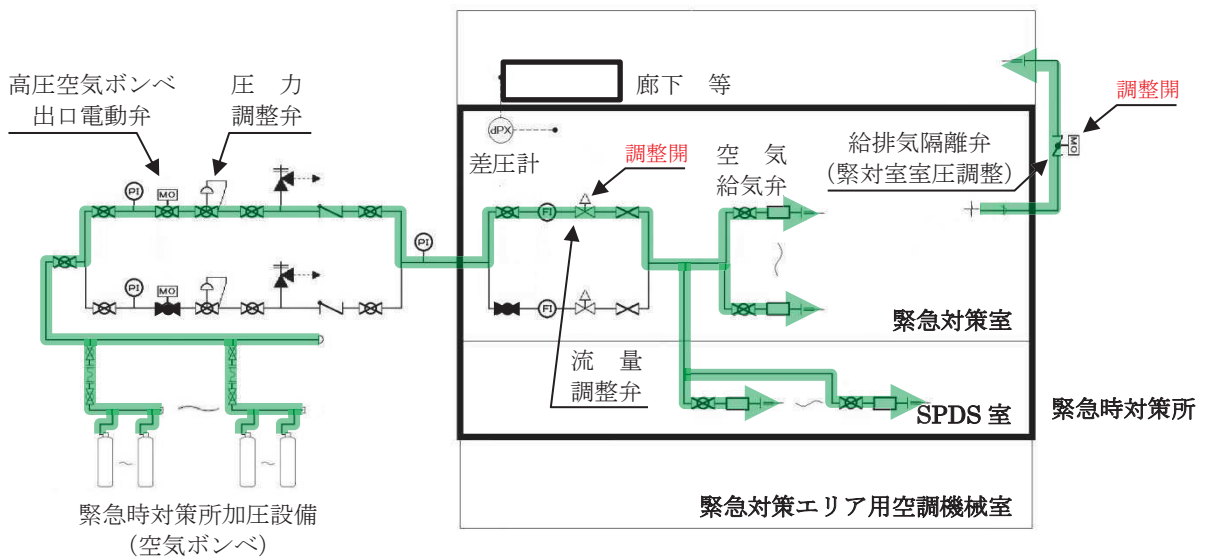 高圧空気ボンベ
出口電動弁
圧 力
調整弁
廊下 等
dPX
差圧計
調整開
空 気
給気弁
給排気隔離弁
(緊対室室圧調整)
調整開
MO
PI
MO
FI
PI
PI
MO
FI
緊急対策室
流 量
調整弁
SPDS 室
緊急時対策所
緊急対策エリア用空調機械室
緊急時対策所加圧設備
(空気ボンベ)